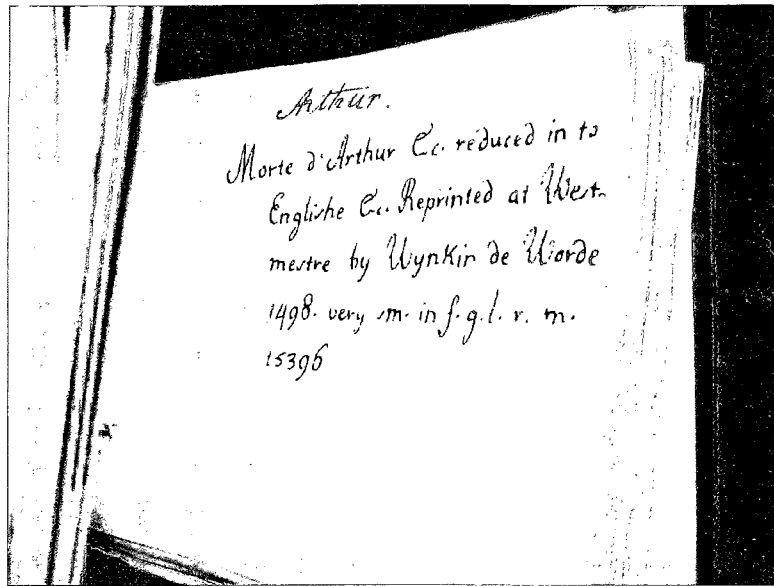 Arthur.
Morte d'Arthur &c. reduced in to
Englishe &c. Reprinted at West-
mestre by Wynkin de Worde
1498. very sm. in f. g. l. r. m.
15396